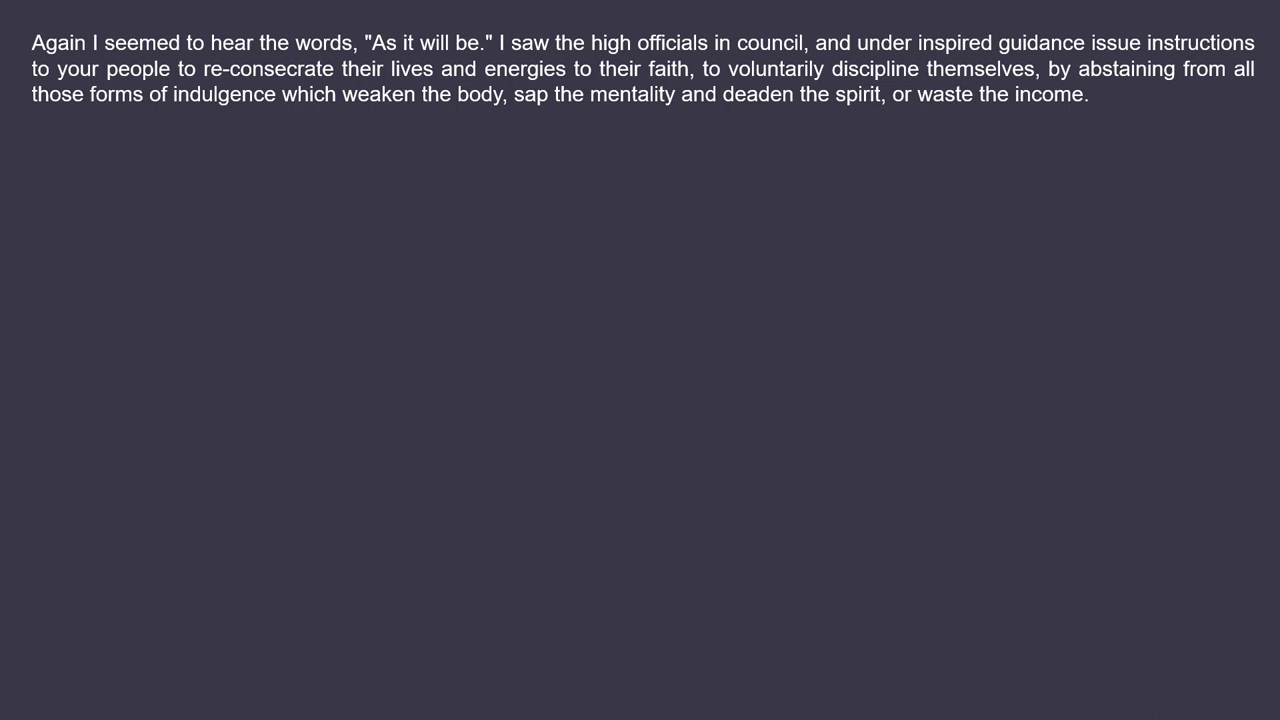 Again I seemed to hear the words, "As it will be." I saw the high officials in council, and under inspired guidance issue instructions
to your people to re-consecrate their lives and energies to their faith, to voluntarily discipline themselves, by abstaining from all
those forms of indulgence which weaken the body, sap the mentality and deaden the spirit, or waste the income.